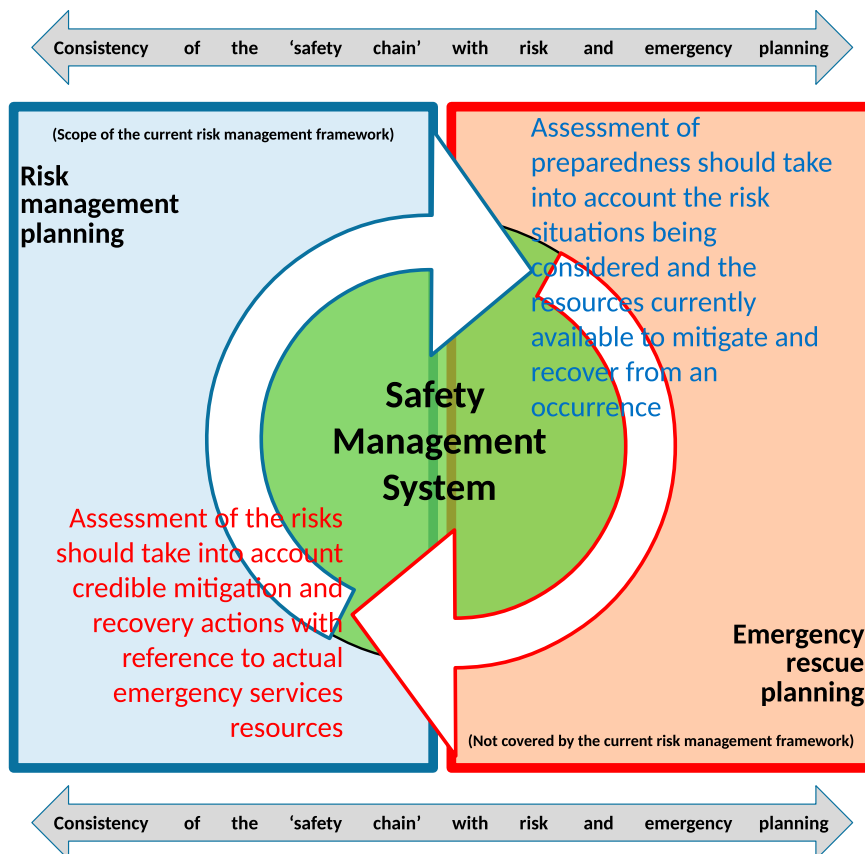 Consistency of the ‘safety chain’ with risk and emergency planning
(Scope of the current risk management framework)
Risk
management
planning
Assessment of
preparedness should take
into account the risk
situations being
considered and the
resources currently
available to mitigate and
recover from an
occurrence
Safety
Management
System
Assessment of the risks
should take into account
credible mitigation and
recovery actions with
reference to actual
emergency services
resources
Emergency
rescue
planning
(Not covered by the current risk management framework)
Consistency of the ‘safety chain’ with risk and emergency planning